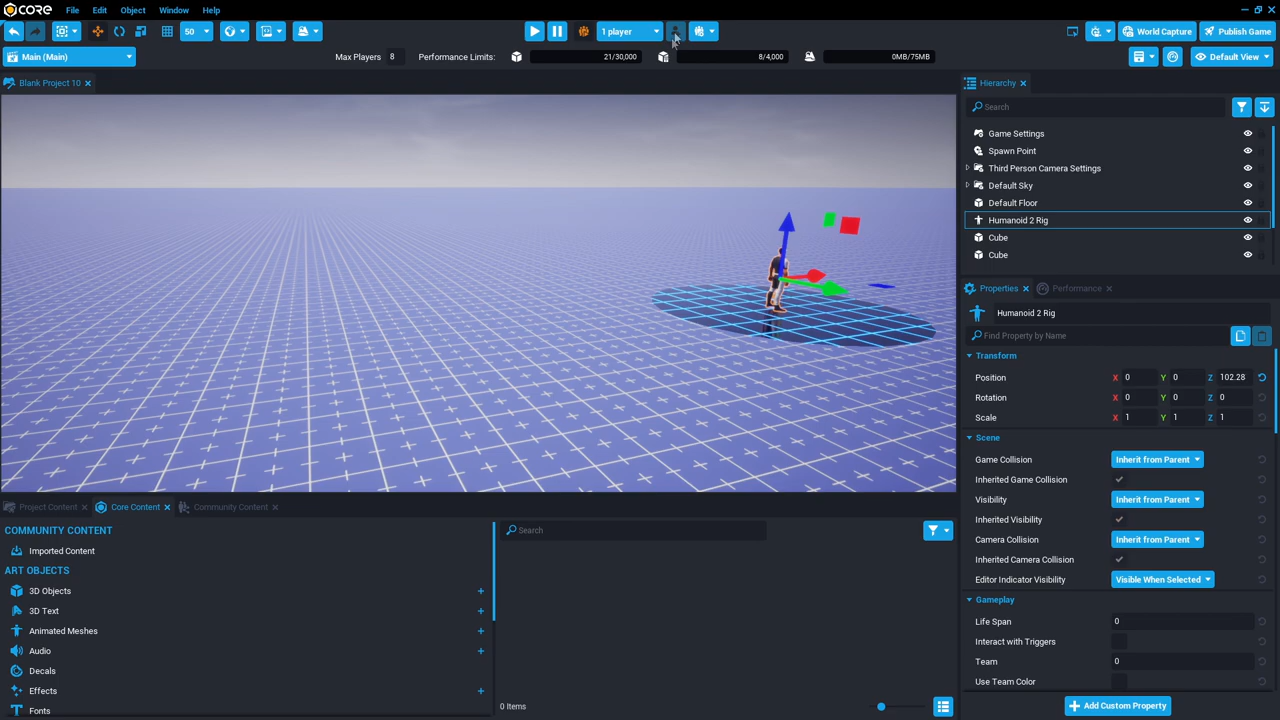 CORE File Edit Object Window Help
50 1 player World Capture Publish Game
Main (Main) Max Players 8 Performance Limits: 21/30,000 8/4,000 0MB/75MB Default View
Blank Project 10
Hierarchy
Search
Game Settings
Spawn Point
Third Person Camera Settings
Default Sky
Default Floor
Humanoid 2 Rig
Cube
Cube
Properties Performance
Humanoid 2 Rig
Find Property by Name
Transform
Position X 0 Y 0 Z 102.28
Rotation X 0 Y 0 Z 0
Scale X 1 Y 1 Z 1
Scene
Game Collision Inherit from Parent
Inherited Game Collision
Visibility Inherit from Parent
Inherited Visibility
Camera Collision Inherit from Parent
Inherited Camera Collision
Editor Indicator Visibility Visible When Selected
Gameplay
Life Span 0
Interact with Triggers
Team 0
Use Team Color
Add Custom Property
Project Content Core Content Community Content
COMMUNITY CONTENT
Imported Content
ART OBJECTS
3D Objects +
3D Text +
Animated Meshes +
Audio +
Decals
Effects +
Fonts
Search
0 Items